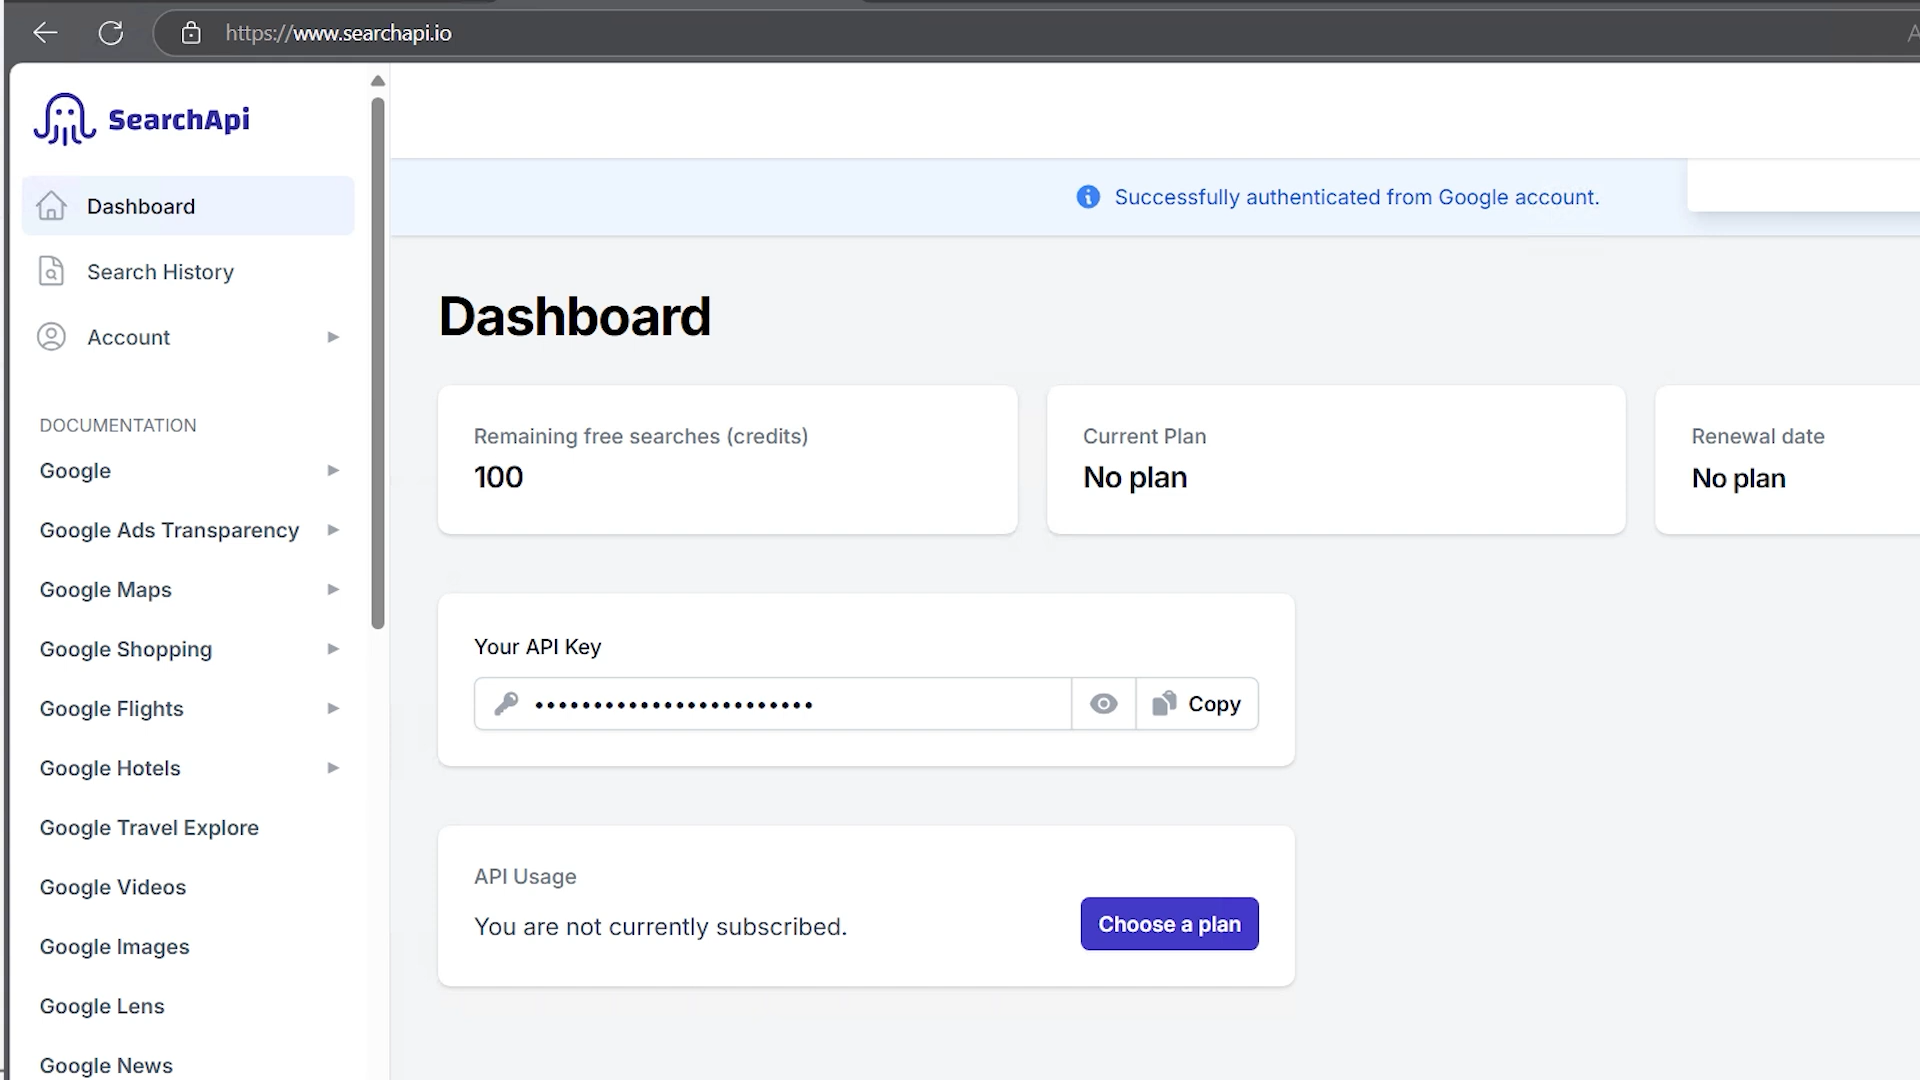 https://www.searchapi.io
SearchApi
Dashboard
Search History
Account
DOCUMENTATION
Google
Google Ads Transparency
Google Maps
Google Shopping
Google Flights
Google Hotels
Google Travel Explore
Google Videos
Google Images
Google Lens
Google News
Successfully authenticated from Google account.
Dashboard
Remaining free searches (credits)
100
Current Plan
No plan
Renewal date
No plan
Your API Key
••••••••••••••••••••••••
Copy
API Usage
You are not currently subscribed.
Choose a plan